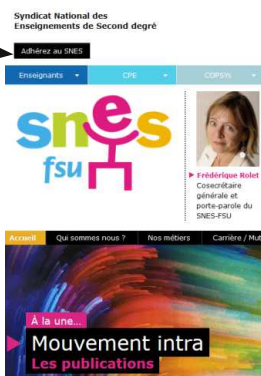 Syndicat National des
Enseignements de Second degré
Adhérez au SNES
Enseignants CPE COPSYs
snes
fsu
Frédérique Rolet
Cosecrétaire
générale et
porte-parole du
SNES-FSU
Accueil Qui sommes nous ? Nos métiers Carrière / Mut
À la une...
Mouvement intra
Les publications